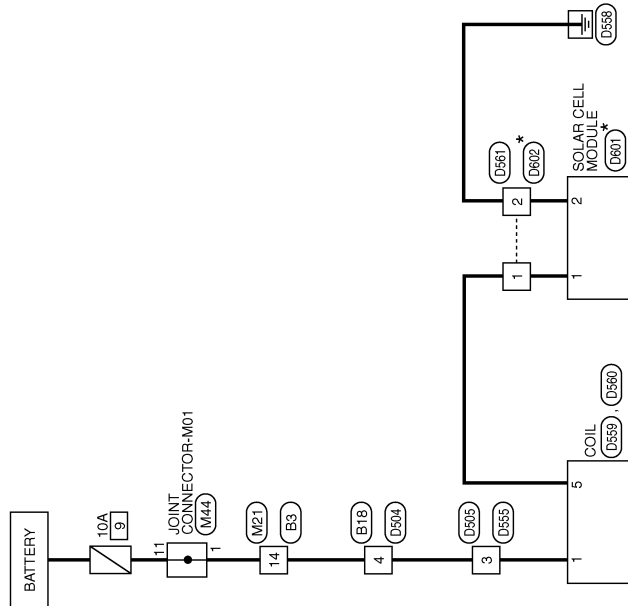 BATTERY
10A
9
11
JOINT
CONNECTOR-M01
M44
1
14
M21
B3
4
B18
D504
3
D505
D555
1
5
COIL
D559 , D560
1
2
D561
*
D602
1
2
SOLAR CELL
MODULE
*
D601
D558